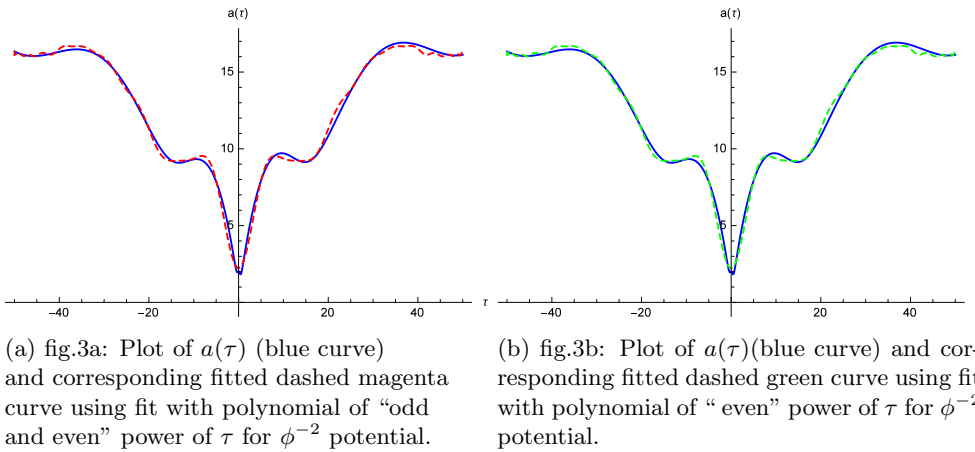 a(τ)
15
10
5
-40
-20
20
40
τ
(a) fig.3a: Plot of a(τ) (blue curve)
and corresponding fitted dashed magenta
curve using fit with polynomial of “odd
and even” power of τ for ϕ⁻² potential.
a(τ)
15
10
5
-40
-20
20
40
(b) fig.3b: Plot of a(τ)(blue curve) and cor-
responding fitted dashed green curve using fit
with polynomial of “ even” power of τ for ϕ⁻²
potential.